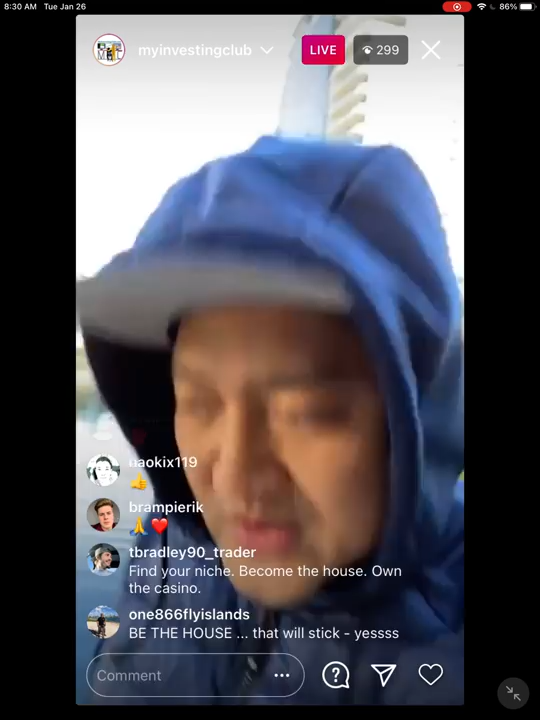 8:30 AM Tue Jan 26
86%
myinvestingclub
LIVE
299
naokix119
👍
brampierik
🙏❤️
tbradley90_trader
Find your niche. Become the house. Own
the casino.
one866flyislands
BE THE HOUSE ... that will stick - yessss
Comment